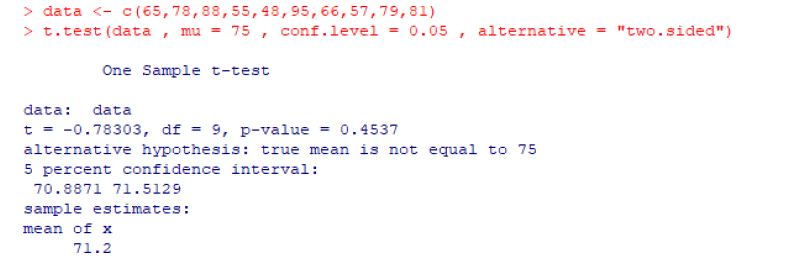 > data <- c(65,78,88,55,48,95,66,57,79,81)
> t.test(data , mu = 75 , conf.level = 0.05 , alternative = "two.sided")
One Sample t-test
data:  data
t = -0.78303, df = 9, p-value = 0.4537
alternative hypothesis: true mean is not equal to 75
5 percent confidence interval:
70.8871 71.5129
sample estimates:
mean of x
71.2